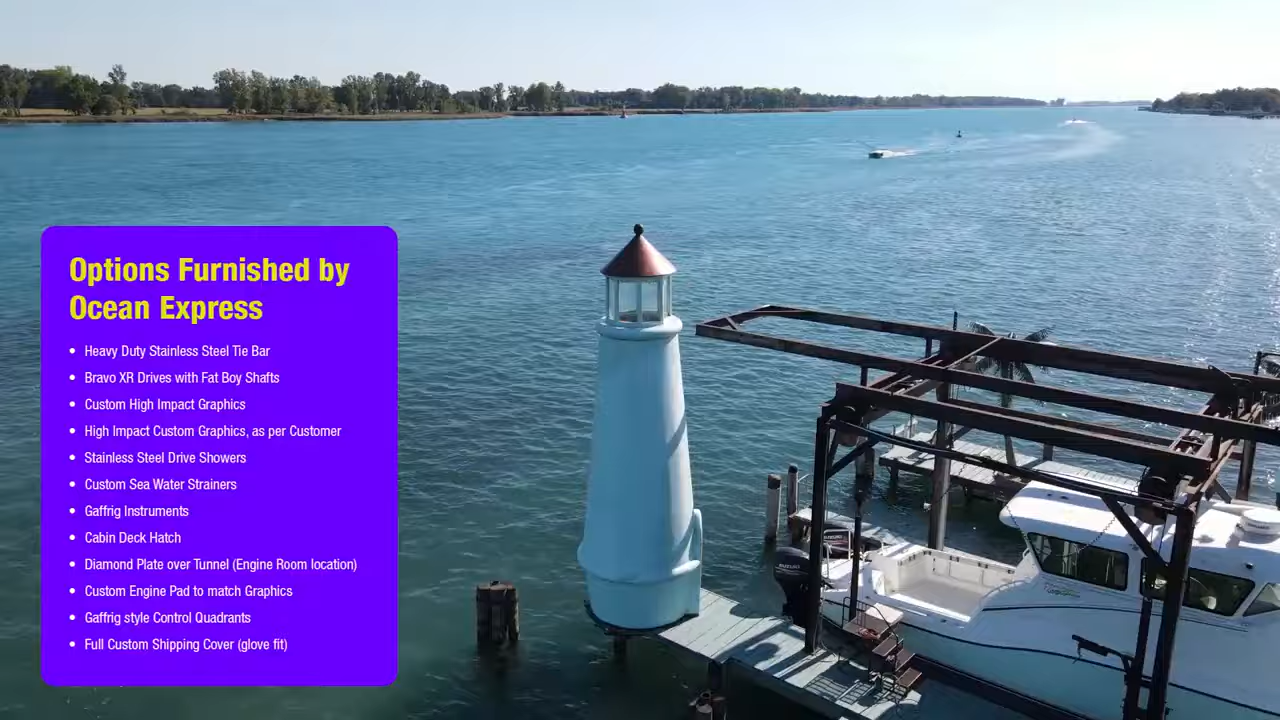 Options Furnished by
Ocean Express
• Heavy Duty Stainless Steel Tie Bar
• Bravo XR Drives with Fat Boy Shafts
• Custom High Impact Graphics
• High Impact Custom Graphics, as per Customer
• Stainless Steel Drive Showers
• Custom Sea Water Strainers
• Gaffrig Instruments
• Cabin Deck Hatch
• Diamond Plate over Tunnel (Engine Room location)
• Custom Engine Pad to match Graphics
• Gaffrig style Control Quadrants
• Full Custom Shipping Cover (glove fit)
SUZUKI
SUZUKI